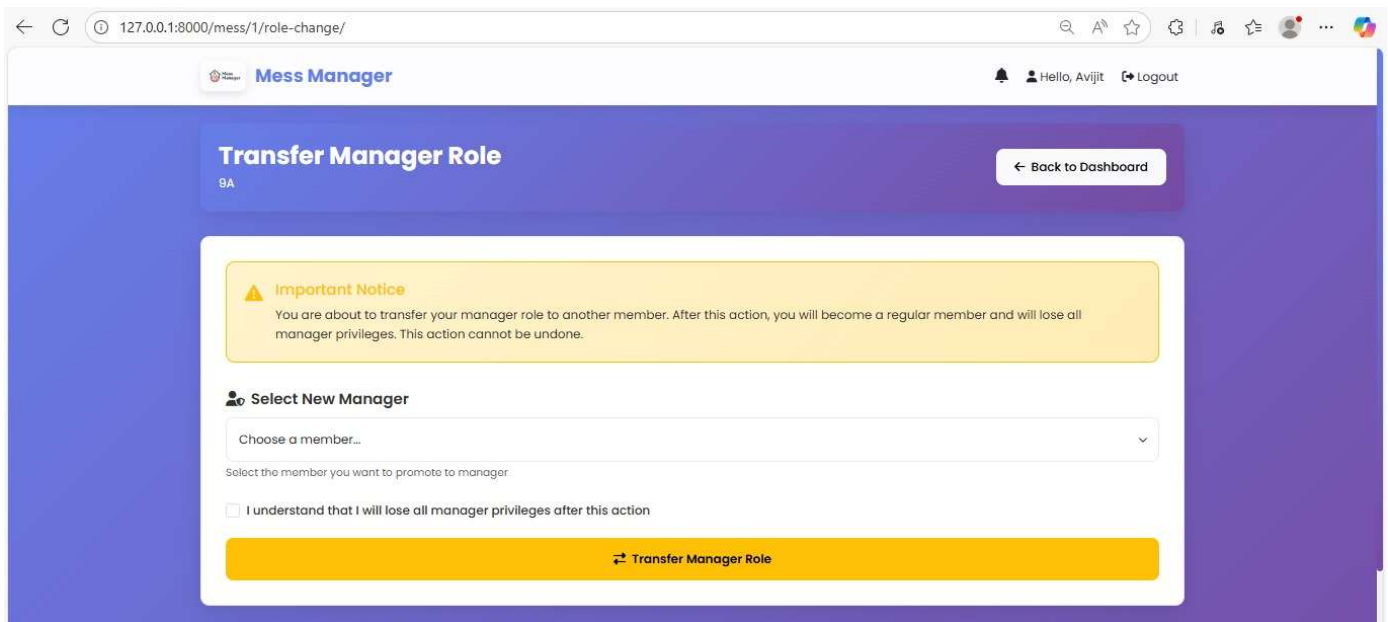 127.0.0.1:8000/mess/1/role-change/
Mess Manager
Hello, Avijit
Logout
Transfer Manager Role
9A
← Back to Dashboard
Important Notice
You are about to transfer your manager role to another member. After this action, you will become a regular member and will lose all
manager privileges. This action cannot be undone.
Select New Manager
Choose a member...
Select the member you want to promote to manager
I understand that I will lose all manager privileges after this action
Transfer Manager Role